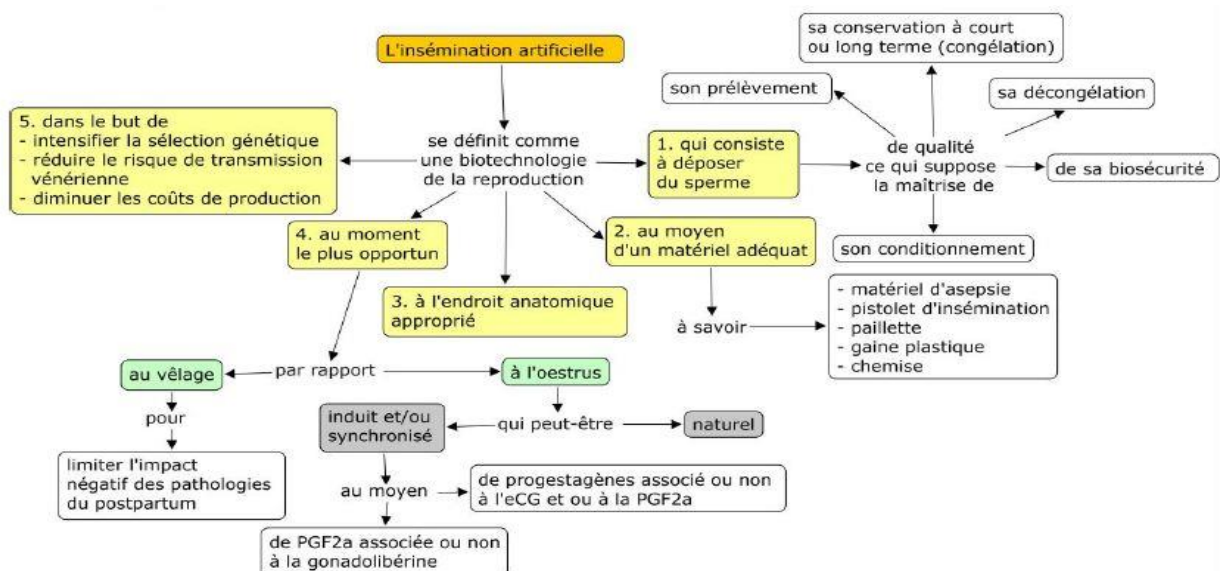 L'insémination artificielle
se définit comme
une biotechnologie
de la reproduction
1. qui consiste
à déposer
du sperme
de qualité
ce qui suppose
la maîtrise de
son prélèvement
sa conservation à court
ou long terme (congélation)
sa décongélation
de sa biosécurité
son conditionnement
2. au moyen
d'un matériel adéquat
à savoir
- matériel d'asepsie
- pistolet d'insémination
- paillette
- gaine plastique
- chemise
3. à l'endroit anatomique
approprié
4. au moment
le plus opportun
par rapport
au vêlage
pour
limiter l'impact
négatif des pathologies
du postpartum
à l'oestrus
qui peut-être
naturel
induit et/ou
synchronisé
au moyen
de progestagènes associé ou non
à l'eCG et ou à la PGF2a
de PGF2a associée ou non
à la gonadolibérine
5. dans le but de
- intensifier la sélection génétique
- réduire le risque de transmission
vénérienne
- diminuer les coûts de production